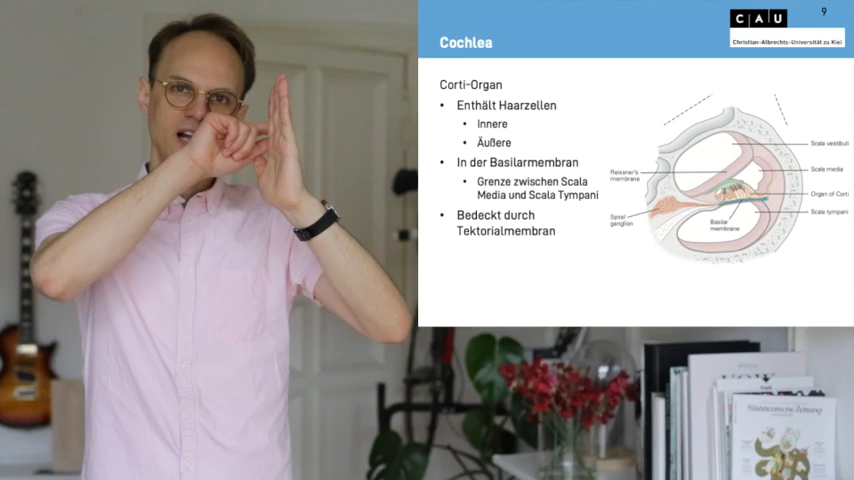 9
C A U
Christian-Albrechts-Universität zu Kiel
Cochlea
Corti-Organ
• Enthält Haarzellen
• Innere
• Äußere
• In der Basilarmembran
• Grenze zwischen Scala
Media und Scala Tympani
• Bedeckt durch
Tektorialmembran
Scala vestibuli
Scala media
Reissner's
membrane
Organ of Corti
Scala tympani
Spiral
ganglion
Basilar
membrane
Süddeutsche Zeitung